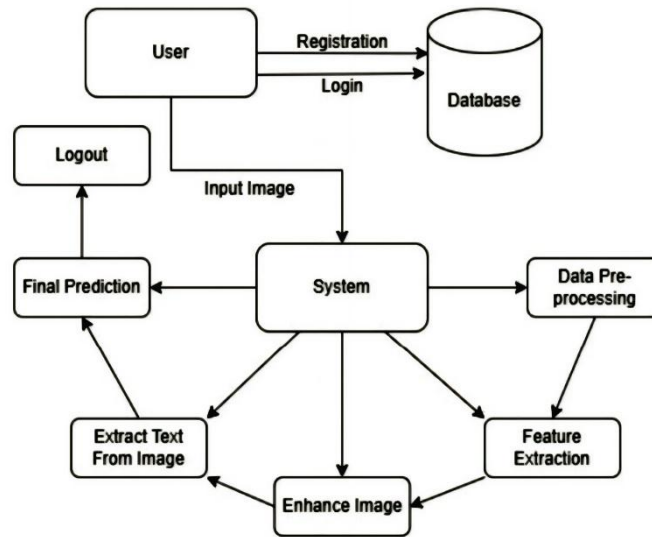 User
Registration
Login
Database
Logout
Input Image
Final Prediction
System
Data Pre-
processing
Extract Text
From Image
Feature
Extraction
Enhance Image